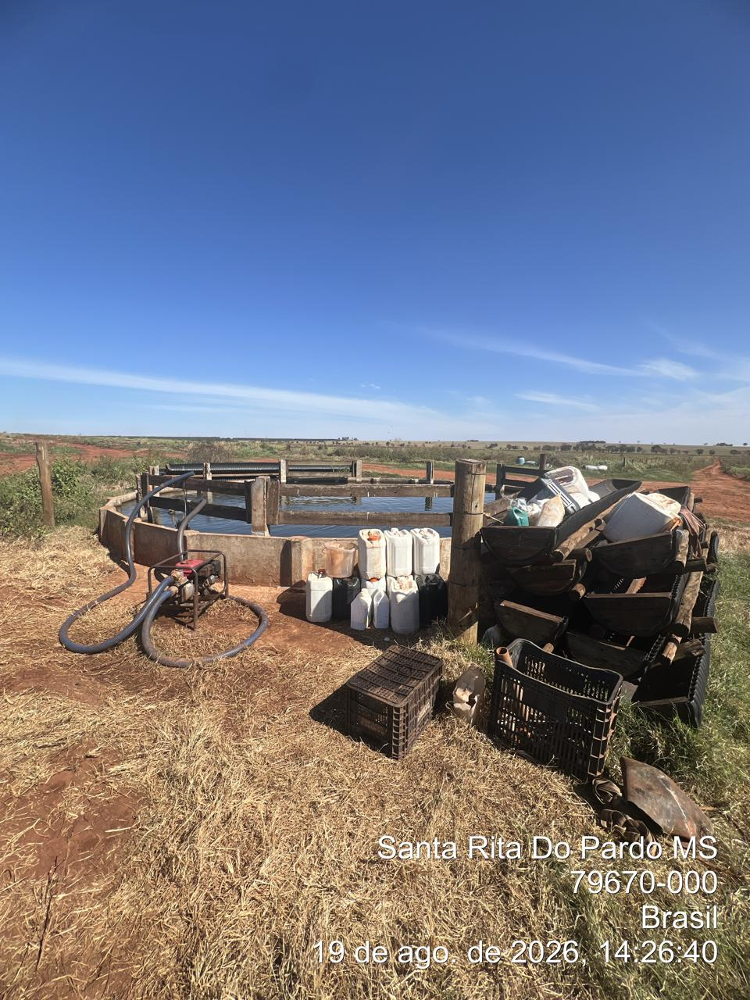 Santa Rita Do Pardo MS
79670-000
Brasil
19 de ago. de 2026, 14:26:40